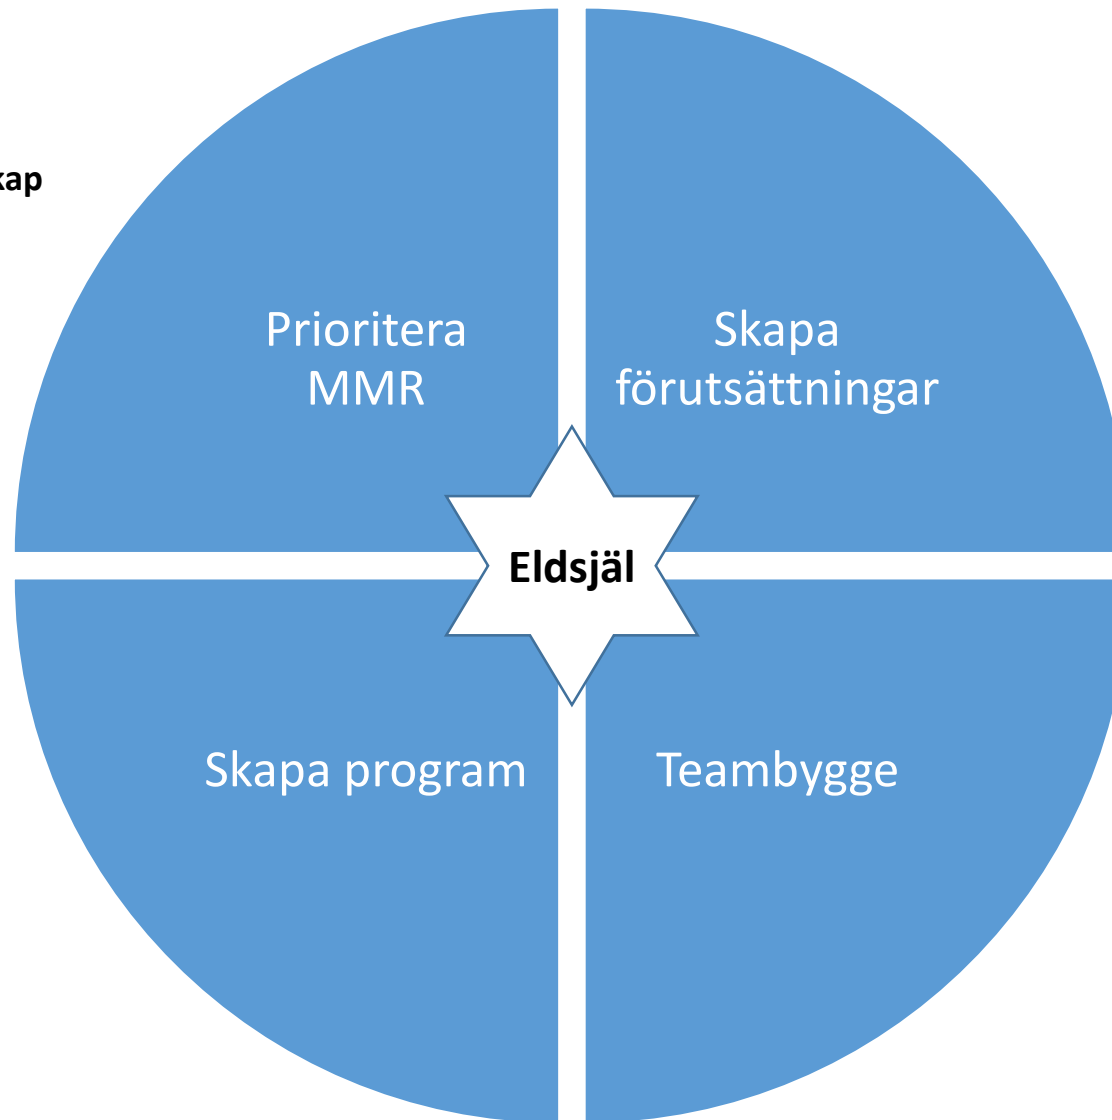 kap
Prioritera
MMR
Skapa
förutsättningar
Eldsjäl
Skapa program
Teambygge